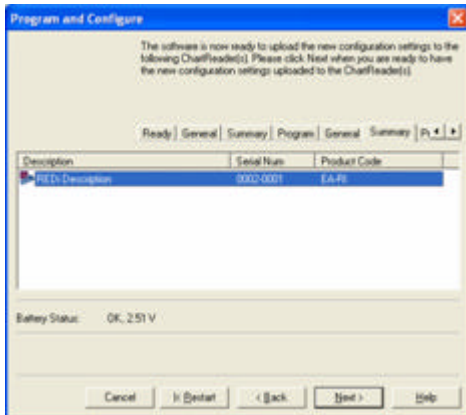 Program and Configure
The software is now ready to upload the new configuration settings to the
following ChartReader(s). Please click Next when you are ready to have
the new configuration settings uploaded to the ChartReader(s).
Ready General Summary Program General Summary
Description Serial Num Product Code
REDi Description 0002-0001
Battery Status: OK, 2.51 V
Cancel Restart < Back Next > Help